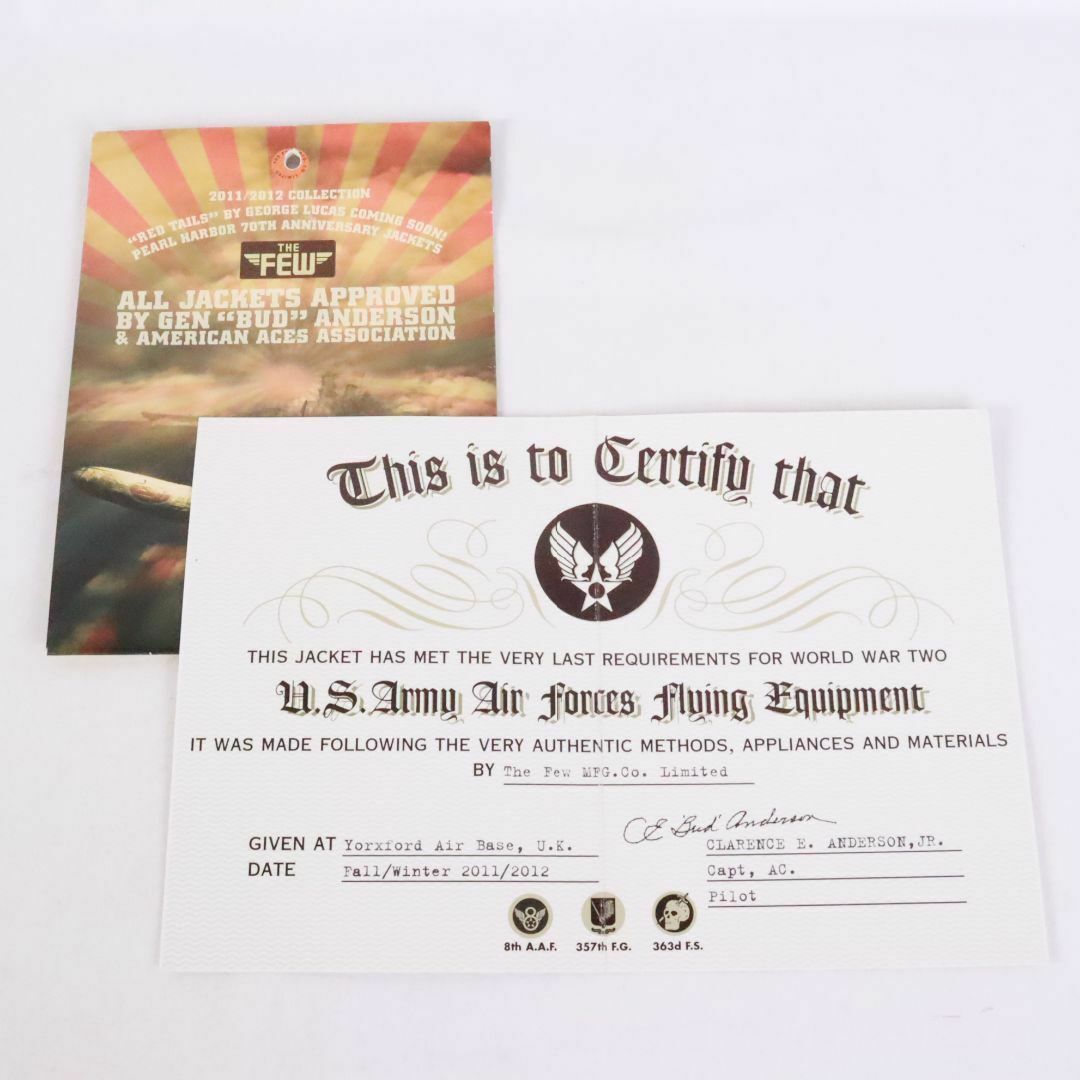 2011/2012 COLLECTION
"RED TAILS" BY GEORGE LUCAS COMING SOON!
PEARL HARBOR 70TH ANNIVERSARY JACKETS
THE
FEW
ALL JACKETS APPROVED
BY GEN "BUD" ANDERSON
& AMERICAN ACES ASSOCIATION
This is to Certify that
THIS JACKET HAS MET THE VERY LAST REQUIREMENTS FOR WORLD WAR TWO
U.S. Army Air Forces Flying Equipment
IT WAS MADE FOLLOWING THE VERY AUTHENTIC METHODS, APPLIANCES AND MATERIALS
BY The Few MFG.Co. Limited
CE "Bud" Anderson
GIVEN AT Yorxford Air Base, U.K.
CLARENCE E. ANDERSON,JR.
DATE Fall/Winter 2011/2012
Capt, AC.
Pilot
8th A.A.F. 357th F.G. 363d F.S.